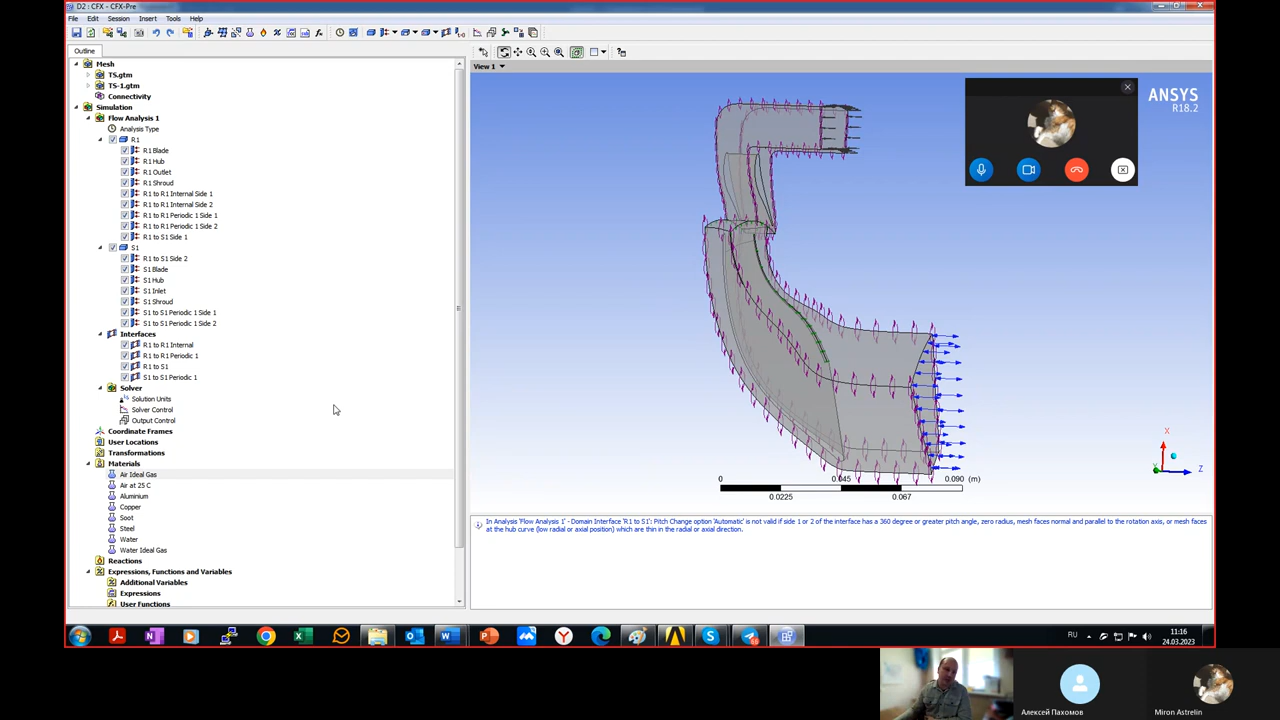 D2 : CFX - CFX-Pre
File Edit Session Insert Tools Help
Outline
View 1
Mesh
TS.gtm
TS-1.gtm
Connectivity
Simulation
Flow Analysis 1
Analysis Type
R1
R1 Blade
R1 Hub
R1 Outlet
R1 Shroud
R1 to R1 Internal Side 1
R1 to R1 Internal Side 2
R1 to R1 Periodic 1 Side 1
R1 to R1 Periodic 1 Side 2
R1 to S1 Side 1
S1
R1 to S1 Side 2
S1 Blade
S1 Hub
S1 Inlet
S1 Shroud
S1 to S1 Periodic 1 Side 1
S1 to S1 Periodic 1 Side 2
Interfaces
R1 to R1 Internal
R1 to R1 Periodic 1
R1 to S1
S1 to S1 Periodic 1
Solver
Solution Units
Solver Control
Output Control
Coordinate Frames
User Locations
Transformations
Materials
Air Ideal Gas
Air at 25 C
Aluminium
Copper
Soot
Steel
Water
Water Ideal Gas
Reactions
Expressions, Functions and Variables
Additional Variables
Expressions
User Functions
ANSYS
R18.2
X
Y
Z
0 0.045 0.090 (m)
0.0225 0.067
In Analysis 'Flow Analysis 1' - Domain Interface 'R1 to S1': Pitch Change option 'Automatic' is not valid if side 1 or 2 of the interface has a 360 degree or greater pitch angle, zero radius, mesh faces normal and parallel to the rotation axis, or mesh faces
at the hub curve (low radial or axial position) which are thin in the radial or axial direction.
RU
11:16
24.03.2023
Алексей Пахомов
Miron Astrelin